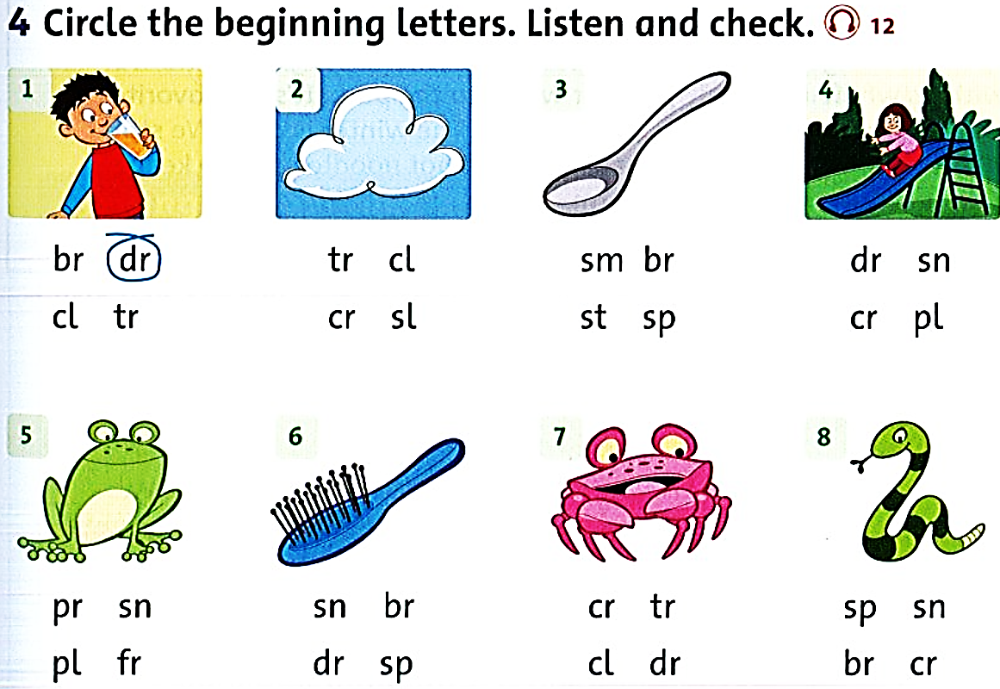 4 Circle the beginning letters. Listen and check. 12
1 2 3 4
br dr tr cl sm br dr sn
cl tr cr sl st sp cr pl
5 6 7 8
pr sn sn br cr tr sp sn
pl fr dr sp cl dr br cr